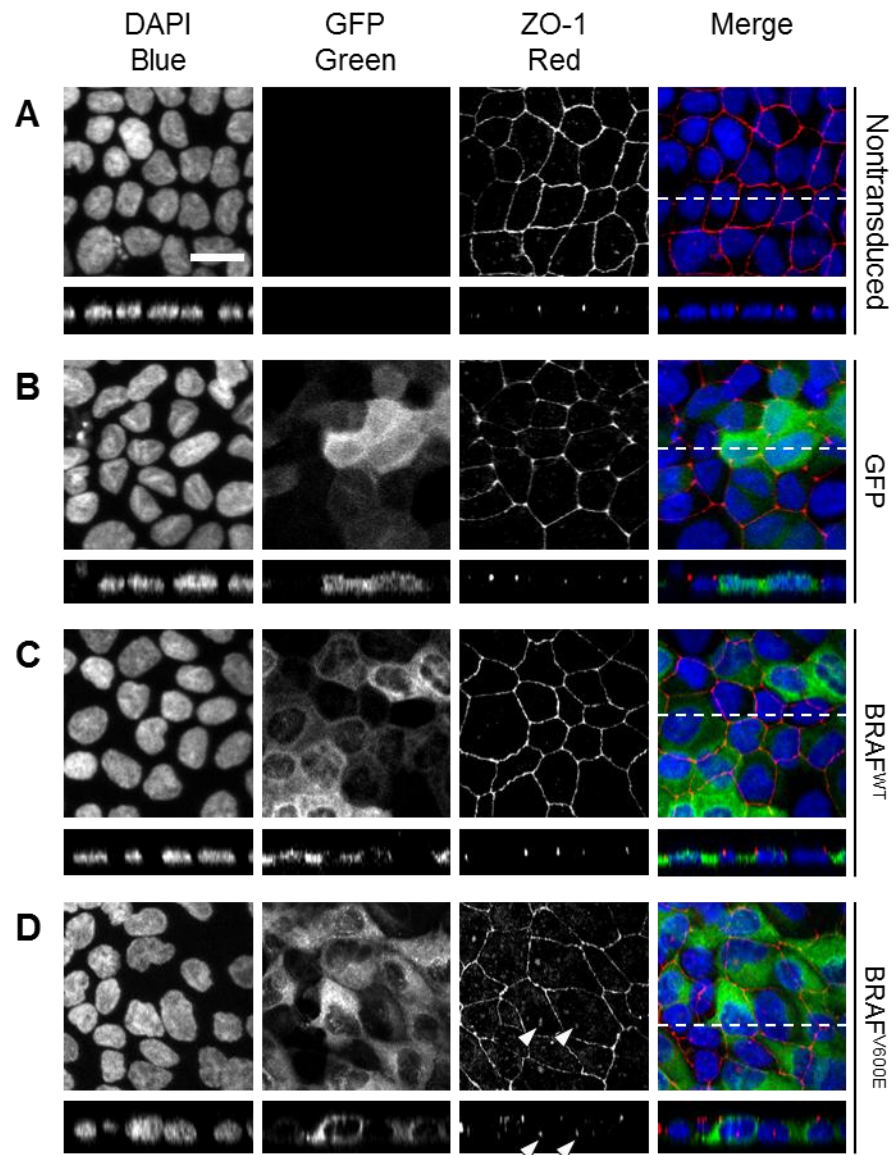 DAPI
Blue
GFP
Green
ZO-1
Red
Merge
A
Nontransduced
B
GFP
C
BRAFWT
D
BRAFV600E